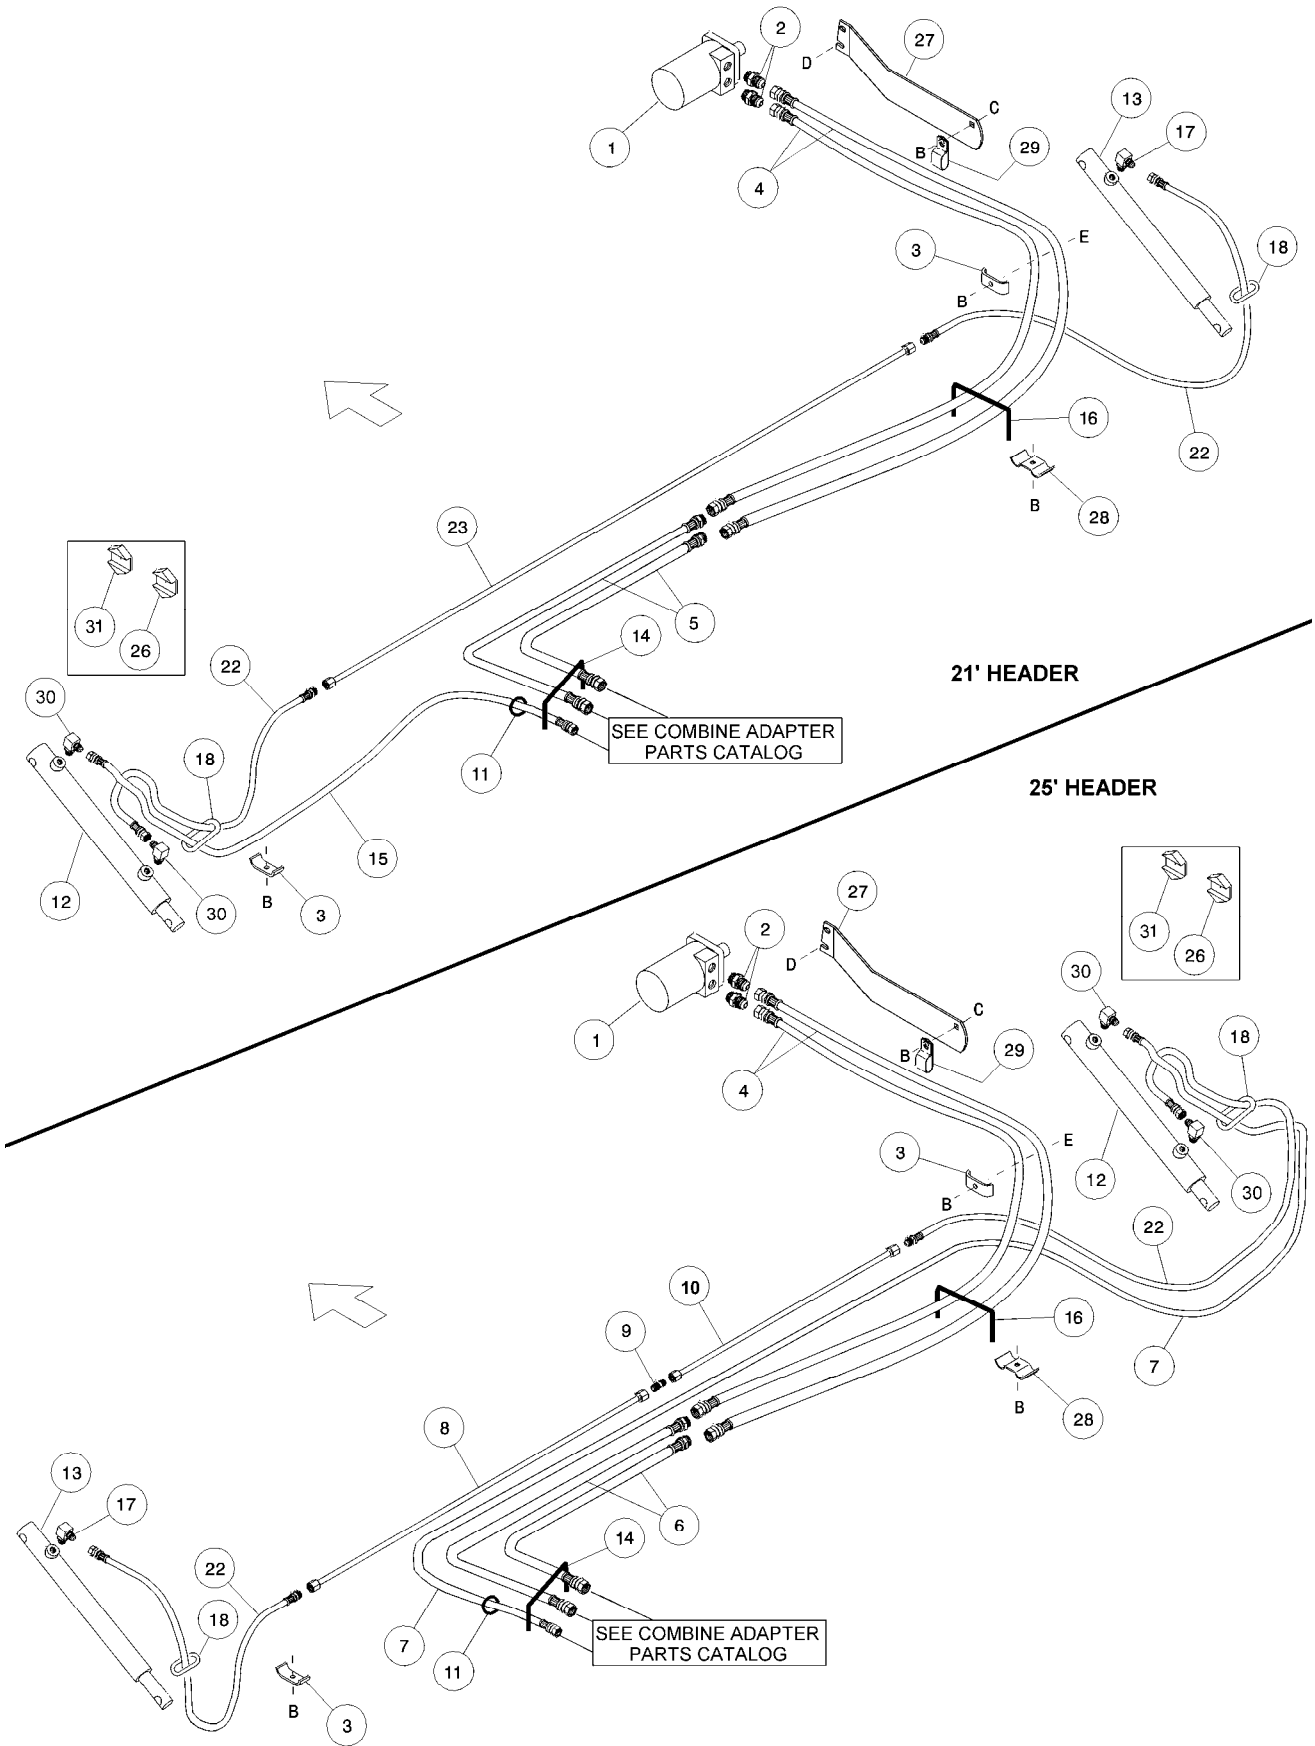 2
27
D
13
C
1
17
B
29
4
3
E
18
B
16
22
28
B
23
31
26
5
14
22
21' HEADER
30
SEE COMBINE ADAPTER
PARTS CATALOG
18
11
25' HEADER
15
12
B
30
3
27
31
26
2
D
30
1
C
B
29
18
4
3
E
12
30
B
22
10
16
9
7
28
B
8
13
17
6
14
22
18
7
SEE COMBINE ADAPTER
PARTS CATALOG
11
B
3